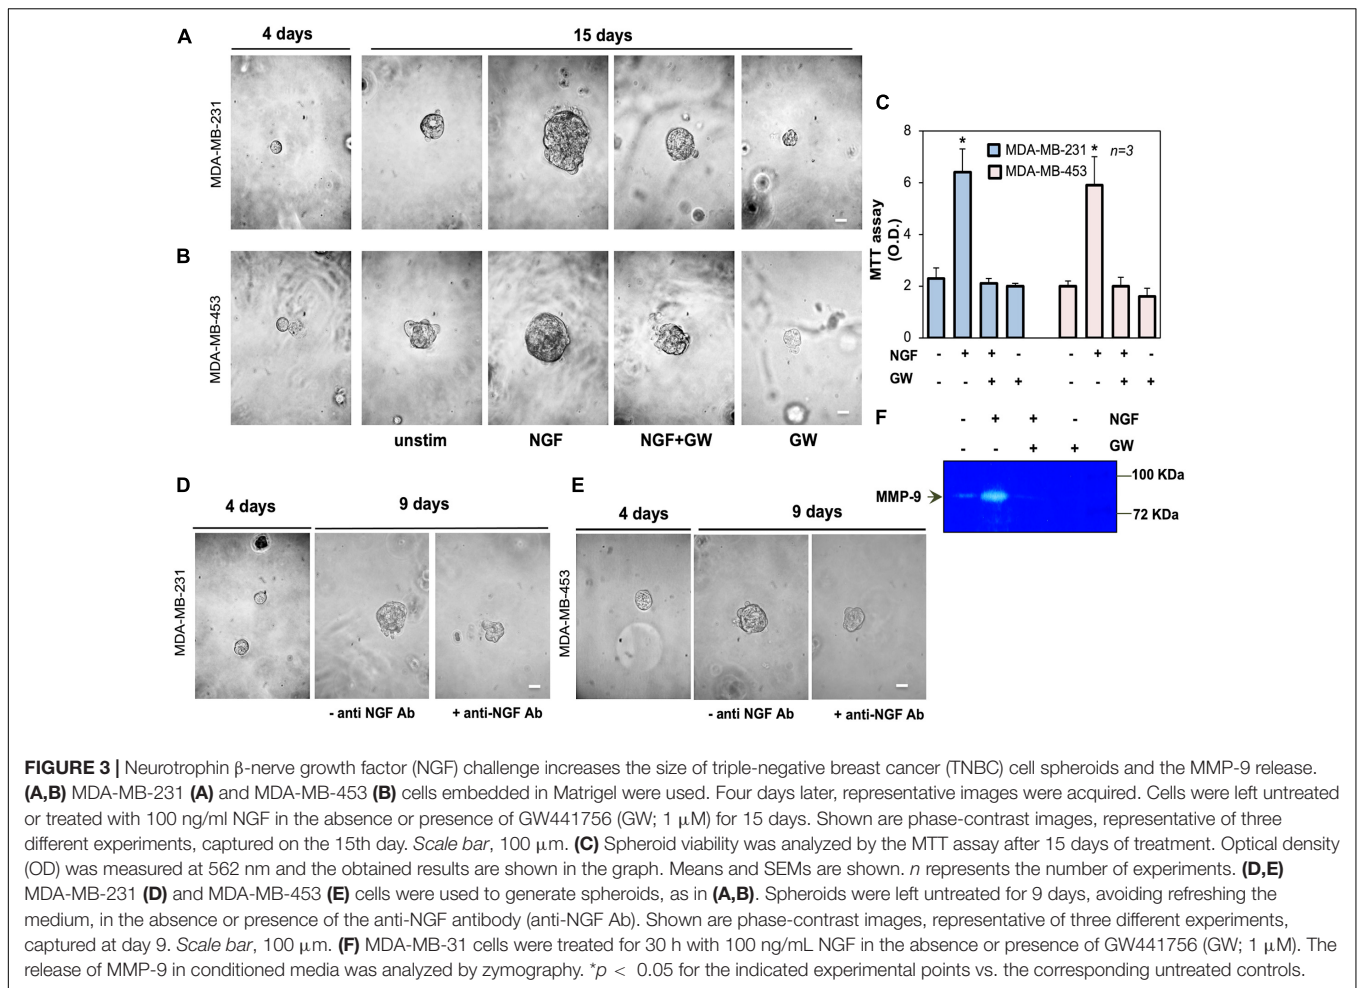 A
4 days
15 days
MDA-MB-231
B
MDA-MB-453
unstim
NGF
NGF+GW
GW
C
8
6
4
2
0
MTT assay
(O.D.)
MDA-MB-231
MDA-MB-453
* * n=3
NGF - + + - - + + -
GW - - + + - - + +
F
- + + - NGF
- - + + GW
MMP-9
100 KDa
72 KDa
D
4 days
9 days
MDA-MB-231
- anti NGF Ab
+ anti-NGF Ab
E
4 days
9 days
MDA-MB-453
- anti NGF Ab
+ anti-NGF Ab
FIGURE 3 | Neurotrophin β-nerve growth factor (NGF) challenge increases the size of triple-negative breast cancer (TNBC) cell spheroids and the MMP-9 release.
(A,B) MDA-MB-231 (A) and MDA-MB-453 (B) cells embedded in Matrigel were used. Four days later, representative images were acquired. Cells were left untreated
or treated with 100 ng/ml NGF in the absence or presence of GW441756 (GW; 1 μM) for 15 days. Shown are phase-contrast images, representative of three
different experiments, captured on the 15th day. Scale bar, 100 μm. (C) Spheroid viability was analyzed by the MTT assay after 15 days of treatment. Optical density
(OD) was measured at 562 nm and the obtained results are shown in the graph. Means and SEMs are shown. n represents the number of experiments. (D,E)
MDA-MB-231 (D) and MDA-MB-453 (E) cells were used to generate spheroids, as in (A,B). Spheroids were left untreated for 9 days, avoiding refreshing the
medium, in the absence or presence of the anti-NGF antibody (anti-NGF Ab). Shown are phase-contrast images, representative of three different experiments,
captured at day 9. Scale bar, 100 μm. (F) MDA-MB-31 cells were treated for 30 h with 100 ng/mL NGF in the absence or presence of GW441756 (GW; 1 μM). The
release of MMP-9 in conditioned media was analyzed by zymography. *p < 0.05 for the indicated experimental points vs. the corresponding untreated controls.